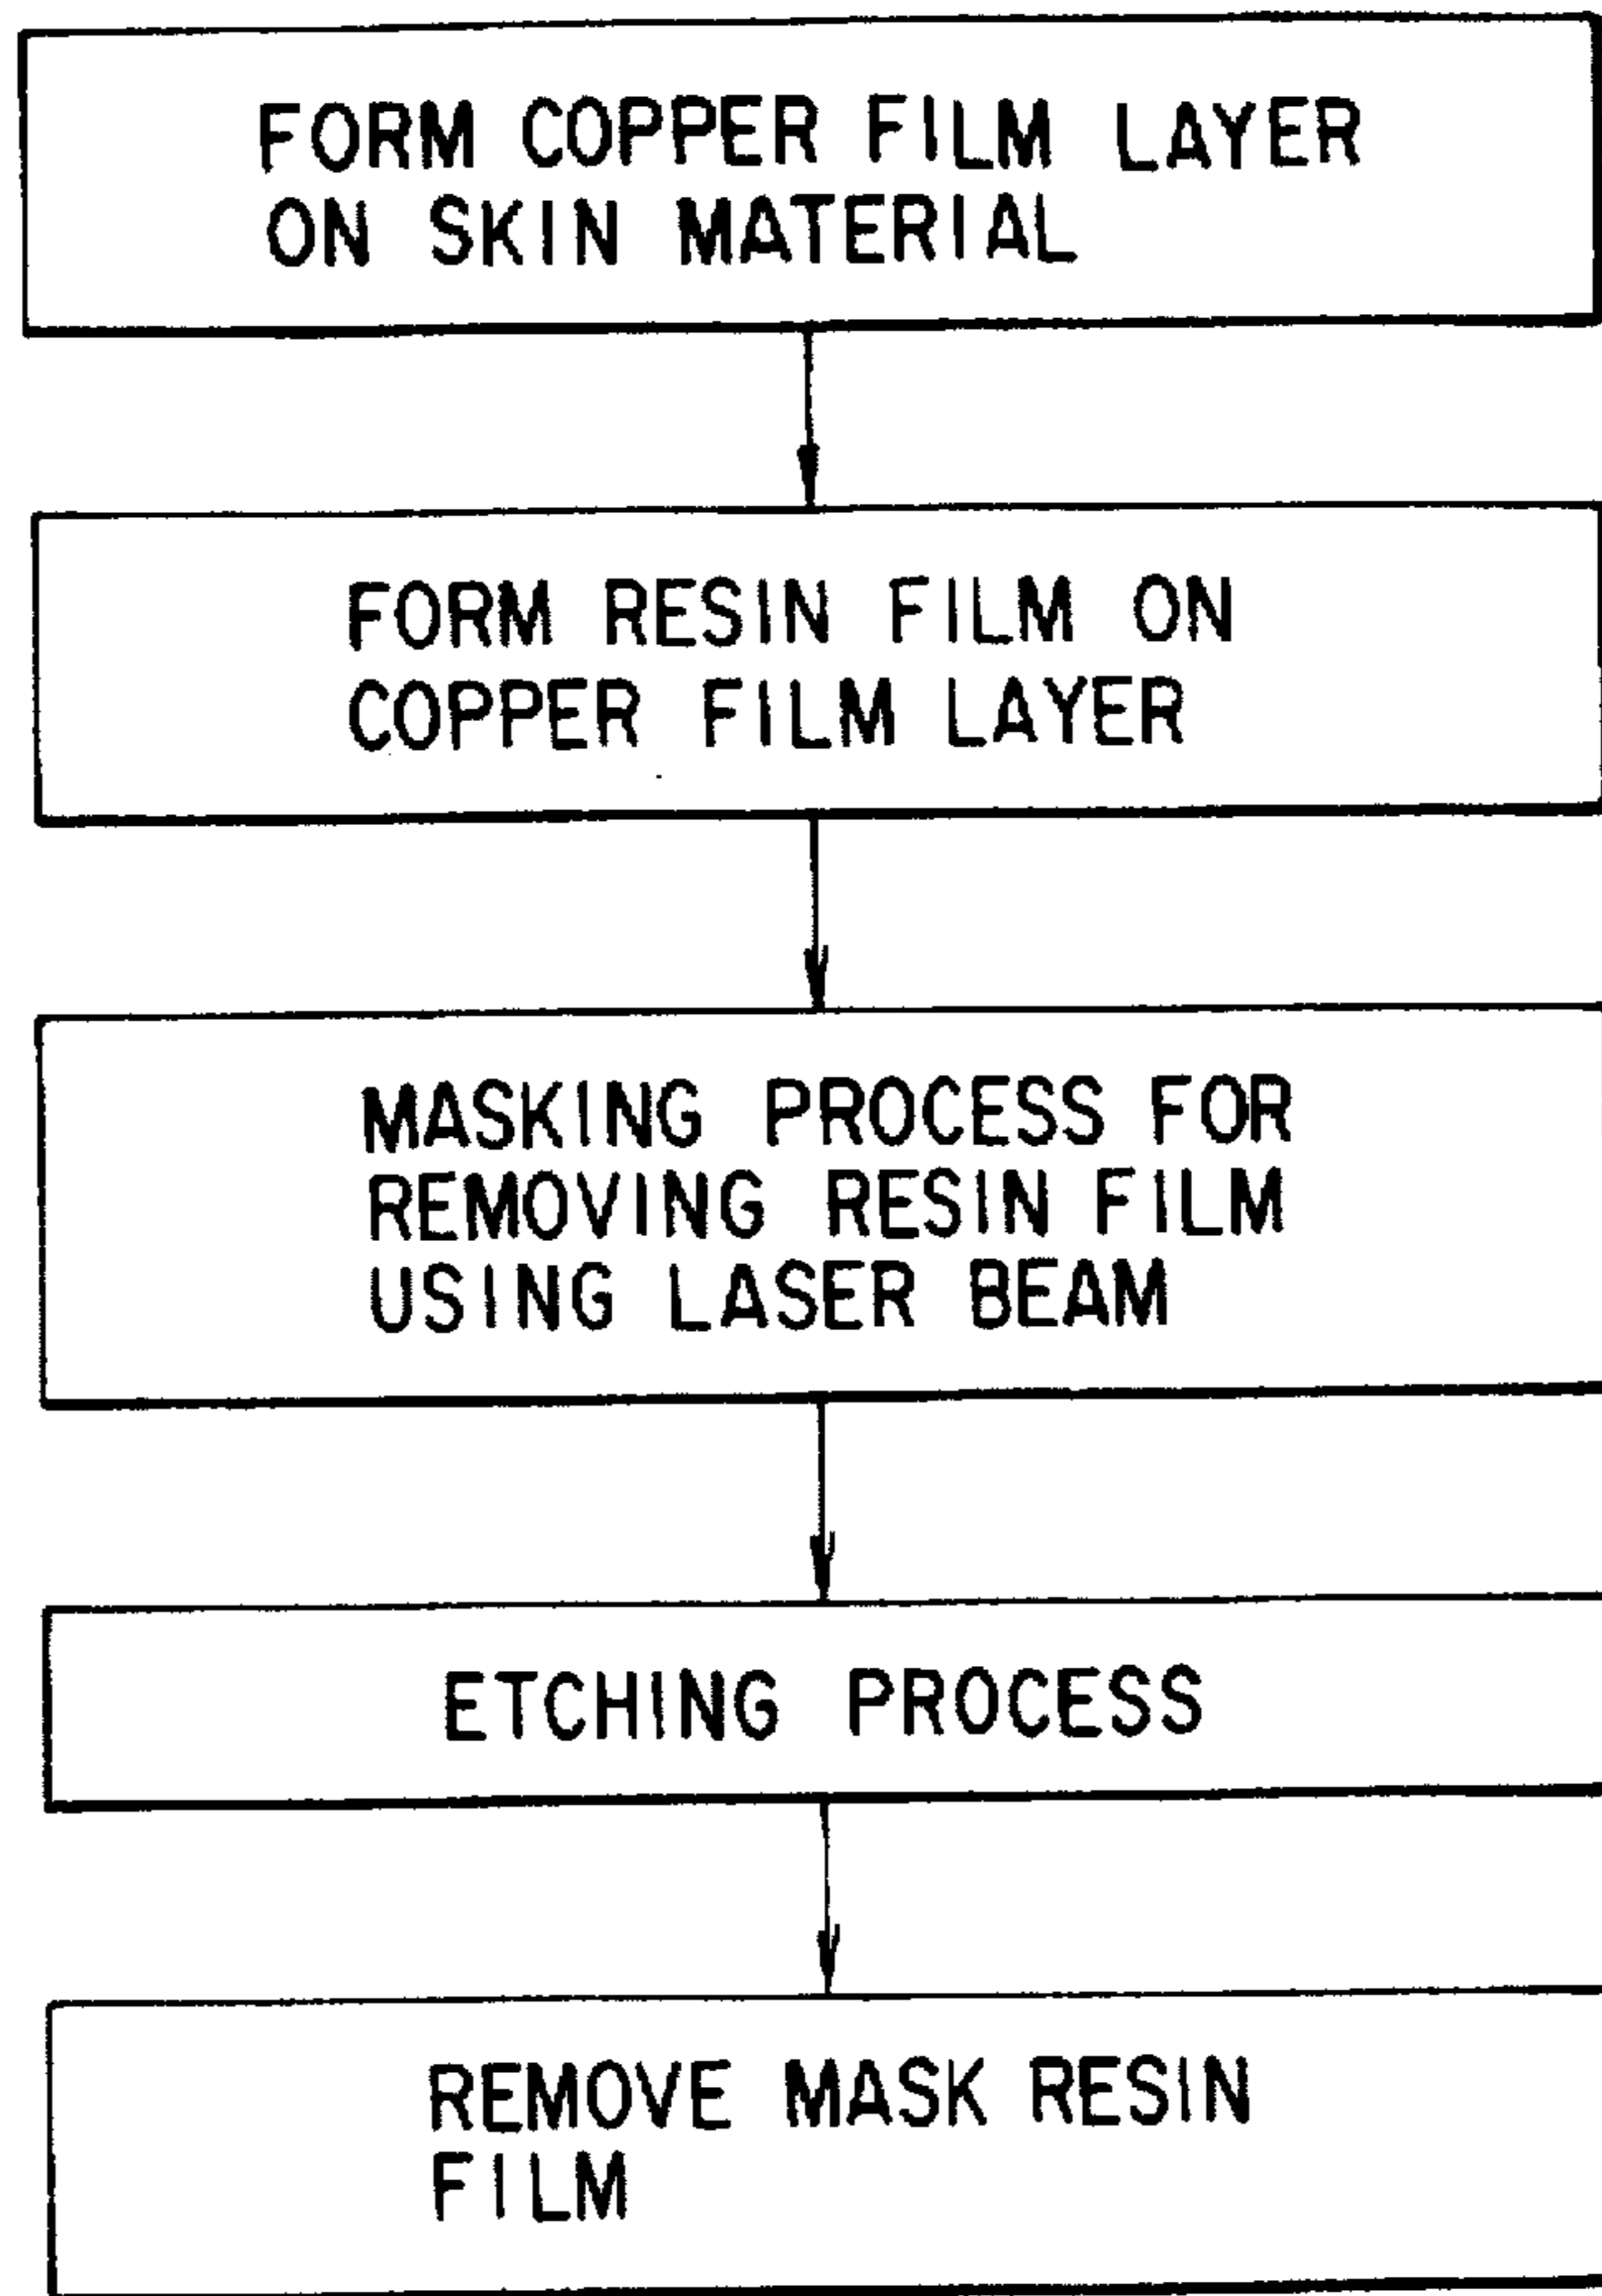 FORM COPPER FILM LAYER
ON SKIN MATERIAL
FORM RESIN FILM ON
COPPER FILM LAYER
MASKING PROCESS FOR
REMOVING RESIN FILM
USING LASER BEAM
ETCHING PROCESS
REMOVE MASK RESIN
FILM